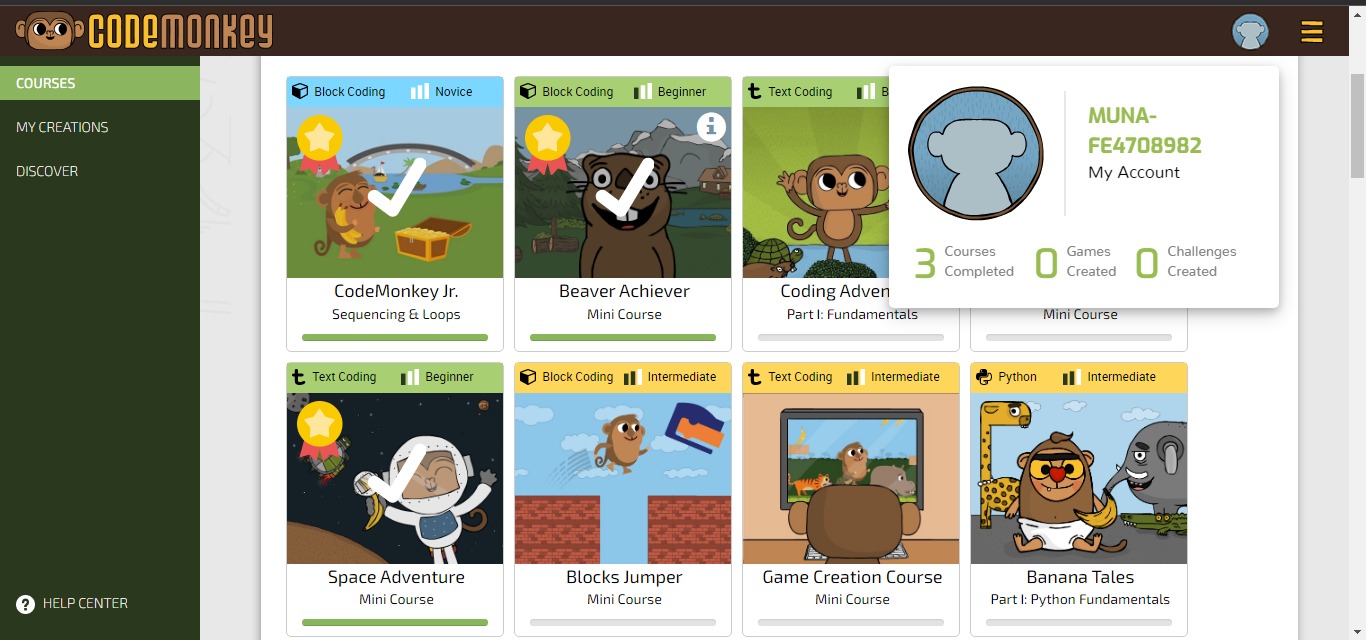 CODEMONKEY
COURSES
MY CREATIONS
DISCOVER
HELP CENTER
Block Coding Novice
CodeMonkey Jr.
Sequencing & Loops
Block Coding Beginner
Beaver Achiever
Mini Course
Text Coding B
Coding Adven
Part I: Fundamentals
Mini Course
MUNA-
FE4708982
My Account
3 Courses
Completed
0 Games
Created
0 Challenges
Created
Text Coding Beginner
Space Adventure
Mini Course
Block Coding Intermediate
Blocks Jumper
Mini Course
Text Coding Intermediate
Game Creation Course
Mini Course
Python Intermediate
Banana Tales
Part I: Python Fundamentals